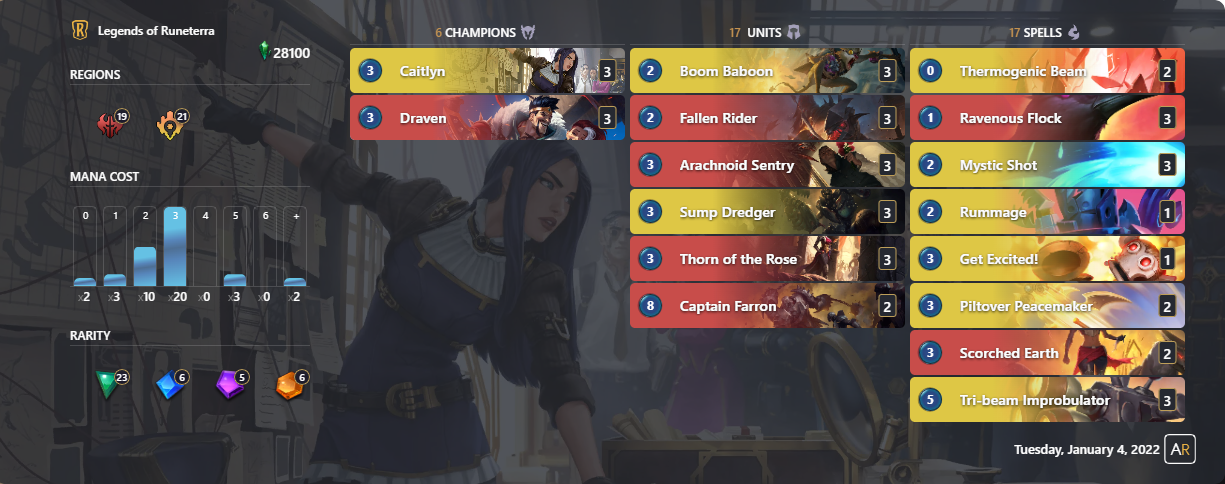 Legends of Runeterra
28100
REGIONS
19
21
MANA COST
0 1 2 3 4 5 6 +
x2 x3 x10 x20 x0 x3 x0 x2
RARITY
23 6 5 6
6 CHAMPIONS
3 Caitlyn 3
3 Draven 3
17 UNITS
2 Boom Baboon 3
2 Fallen Rider 3
3 Arachnoid Sentry 3
3 Sump Dredger 3
3 Thorn of the Rose 3
8 Captain Farron 2
17 SPELLS
0 Thermogenic Beam 2
1 Ravenous Flock 3
2 Mystic Shot 3
2 Rummage 1
3 Get Excited! 1
3 Piltover Peacemaker 2
3 Scorched Earth 2
5 Tri-beam Improbulator 3
Tuesday, January 4, 2022 AR